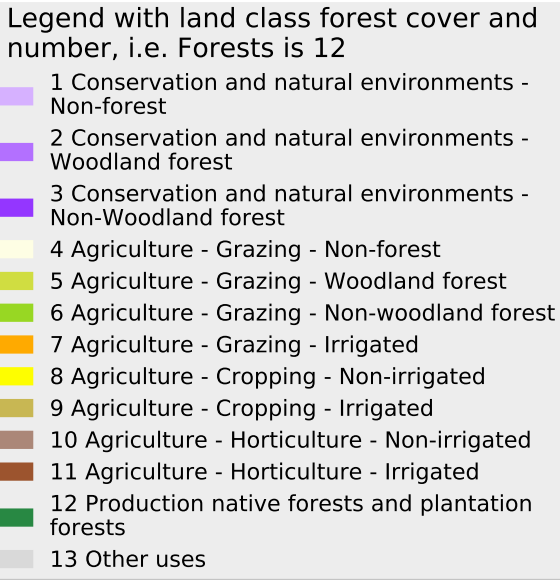 Legend with land class forest cover and
number, i.e. Forests is 12
1 Conservation and natural environments -
Non-forest
2 Conservation and natural environments -
Woodland forest
3 Conservation and natural environments -
Non-Woodland forest
4 Agriculture - Grazing - Non-forest
5 Agriculture - Grazing - Woodland forest
6 Agriculture - Grazing - Non-woodland forest
7 Agriculture - Grazing - Irrigated
8 Agriculture - Cropping - Non-irrigated
9 Agriculture - Cropping - Irrigated
10 Agriculture - Horticulture - Non-irrigated
11 Agriculture - Horticulture - Irrigated
12 Production native forests and plantation
forests
13 Other uses